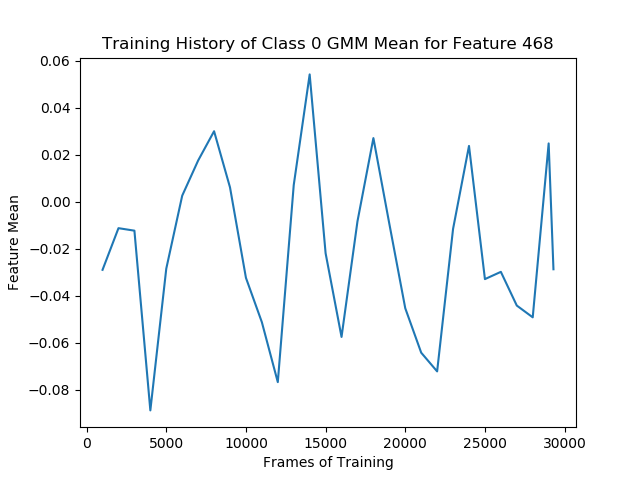 Training History of Class 0 GMM Mean for Feature 468
0.06
0.04
0.02
0.00
−0.02
−0.04
−0.06
−0.08
Feature Mean
0 5000 10000 15000 20000 25000 30000
Frames of Training